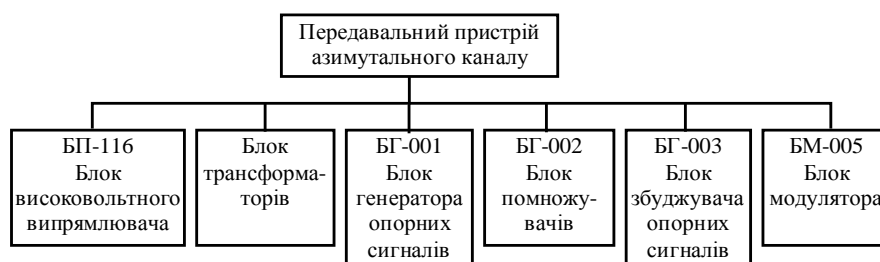 Передавальний пристрій
азимутального каналу
БП-116
Блок
високовольтного
випрямлювача
Блок
трансформа-
торів
БГ-001
Блок
генератора
опорних
сигналів
БГ-002
Блок
помножу-
вачів
БГ-003
Блок
збуджувача
опорних
сигналів
БМ-005
Блок
модулятора